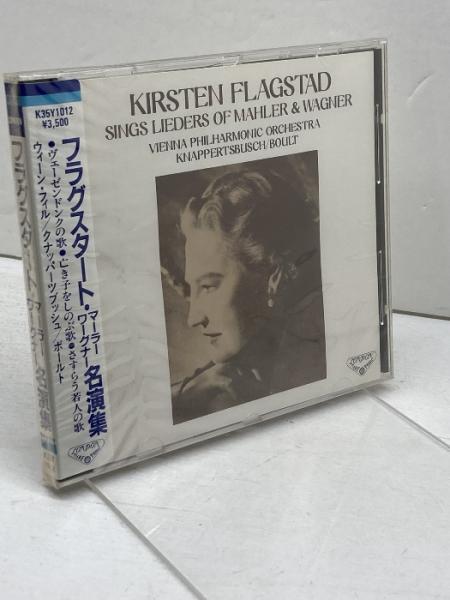 K35Y1012
¥3,500
フラグスタート・マーラー ワーグナー 名演集
・ヴェーゼンドンクの歌・亡き子をしのぶ歌・さすらう若人の歌
ウィーン・フィル/クナッパーツブッシュ/ボールト
KIRSTEN FLAGSTAD
SINGS LIEDERS OF MAHLER & WAGNER
VIENNA PHILHARMONIC ORCHESTRA
KNAPPERTSBUSCH/BOULT
LONDON